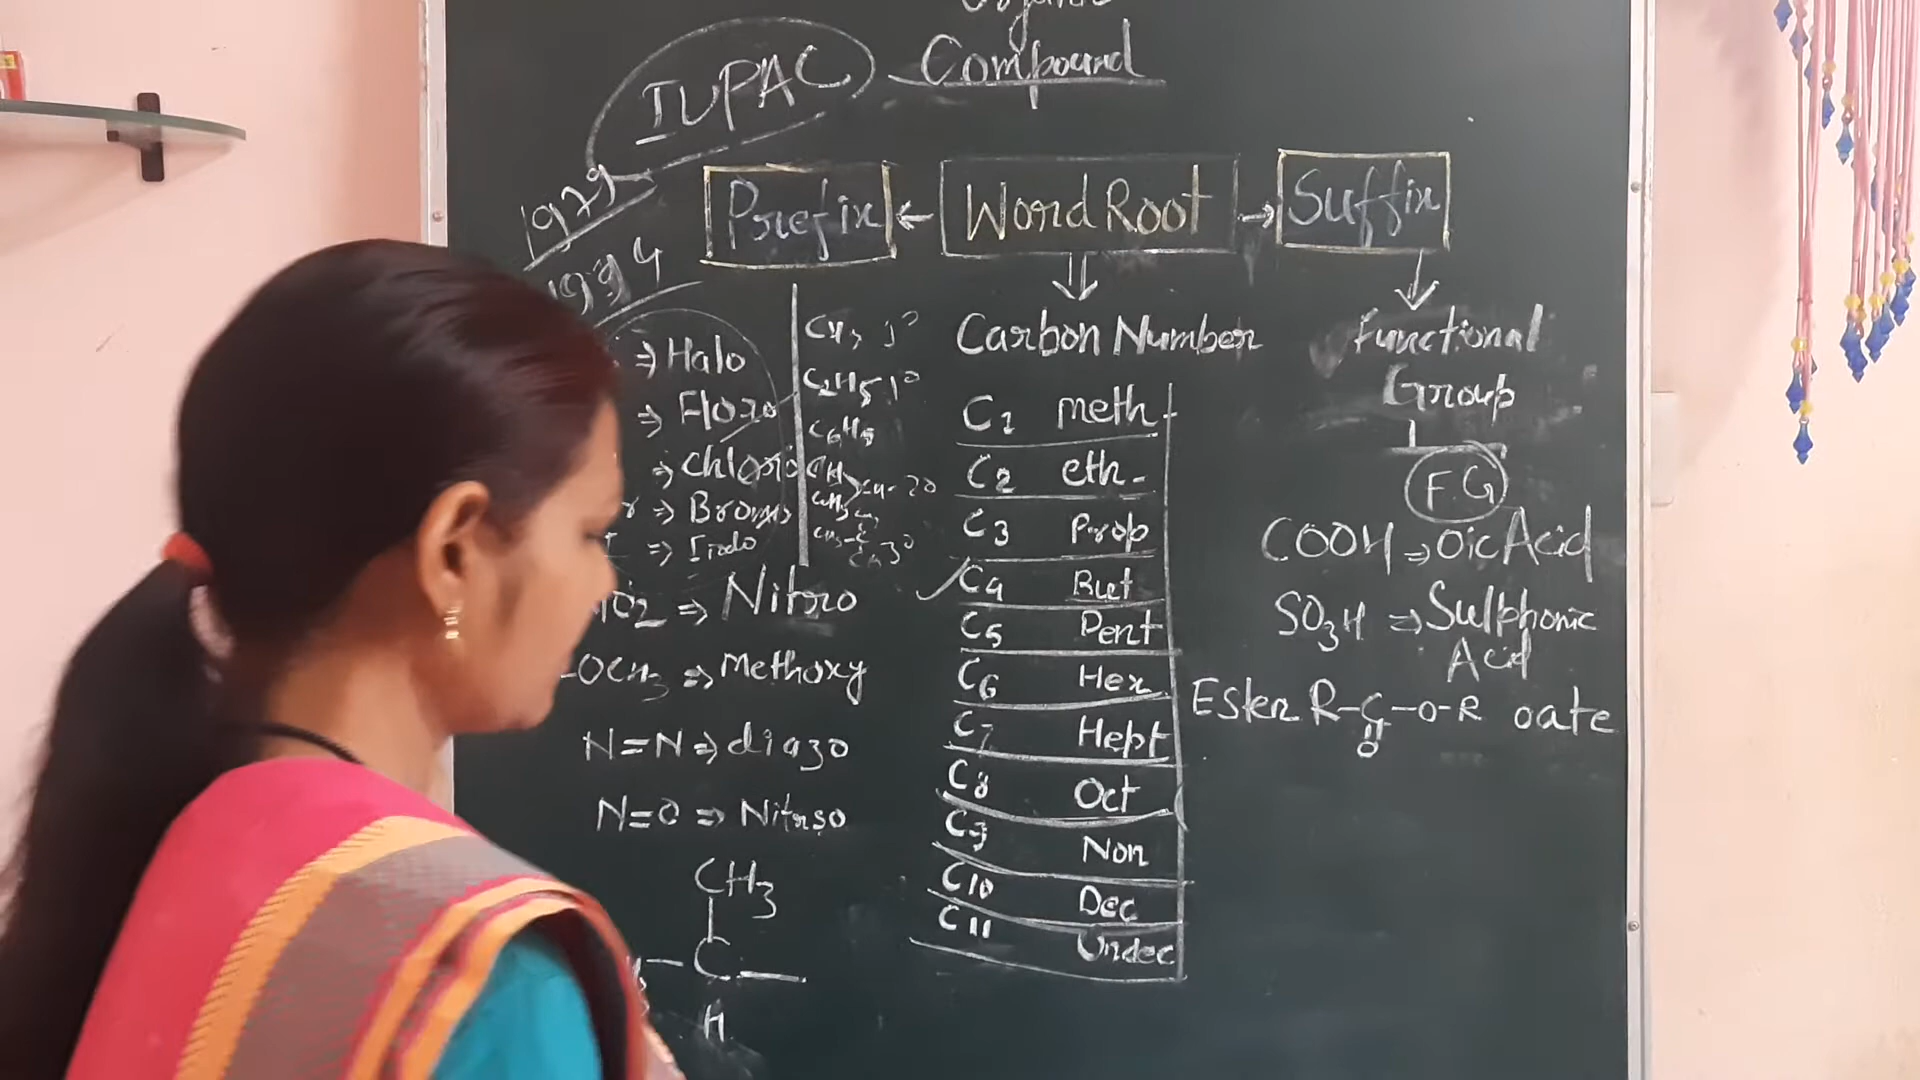 Organic
IUPAC Compound
1979
1994
Prefix ← Word Root → Suffix
⇒ Halo
⇒ Floro
⇒ Chloro
r ⇒ Bromo
I ⇒ Iodo
NO2 ⇒ Nitro
-OCH3 ⇒ Methoxy
N=N ⇒ diazo
N=O ⇒ Nitrso
CH3
-C-
H
CH3 1°
C2H5 1°
C6H5
Carbon Number
C1 meth
C2 eth-
C3 Prop
C4 But
C5 Pent
C6 Hex
C7 Hept
C8 Oct
C9 Non
C10 Dec
C11 Undec
Functional
Group
F.G
COOH ⇒ Oic Acid
SO3H ⇒ Sulphonic
Acid
Ester R-C-O-R oate
O